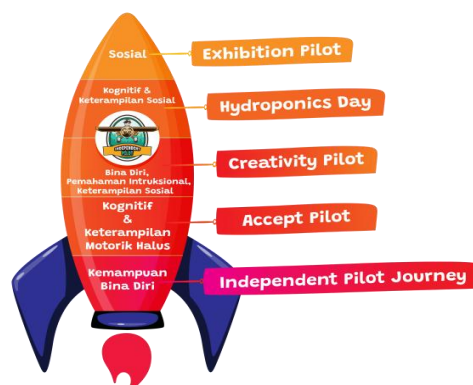 Sosial
Exhibition Pilot
Kognitif &
Keterampilan Sosial
Hydroponics Day
INDEPENDENT
Bina Diri,
Pemahaman Intruksional,
Keterampilan Sosial
Creativity Pilot
Kognitif
&
Keterampilan
Motorik Halus
Accept Pilot
Kemampuan
Bina Diri
Independent Pilot Journey